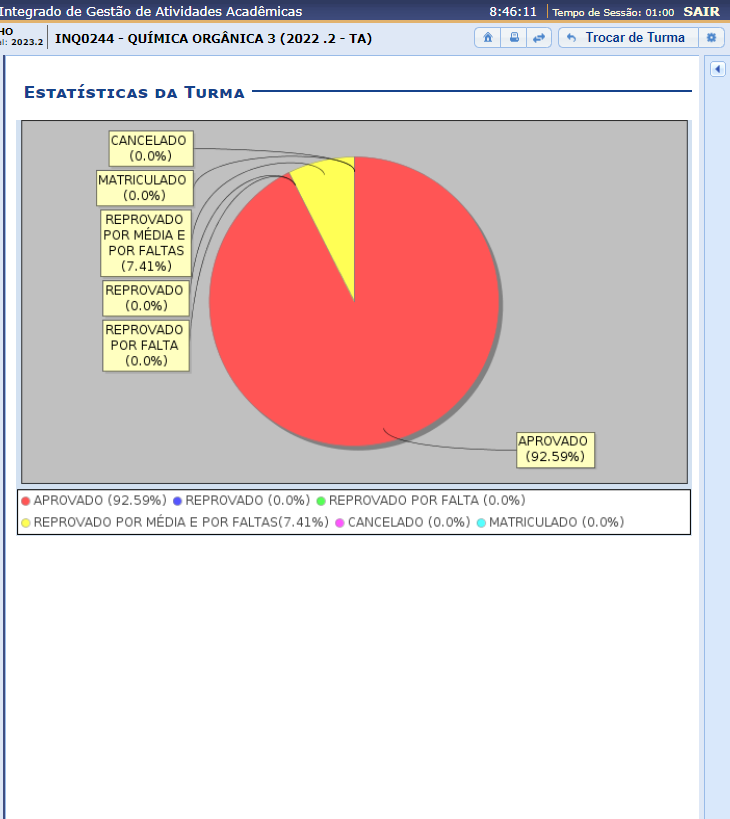 Integrado de Gestão de Atividades Acadêmicas 8:46:11 Tempo de Sessão: 01:00 SAIR
HO
el: 2023.2 INQ0244 - QUÍMICA ORGÂNICA 3 (2022 .2 - TA) Trocar de Turma
Estatísticas da Turma
CANCELADO
(0.0%)
MATRICULADO
(0.0%)
REPROVADO
POR MÉDIA E
POR FALTAS
(7.41%)
REPROVADO
(0.0%)
REPROVADO
POR FALTA
(0.0%)
APROVADO
(92.59%)
APROVADO (92.59%) REPROVADO (0.0%) REPROVADO POR FALTA (0.0%)
REPROVADO POR MÉDIA E POR FALTAS(7.41%) CANCELADO (0.0%) MATRICULADO (0.0%)